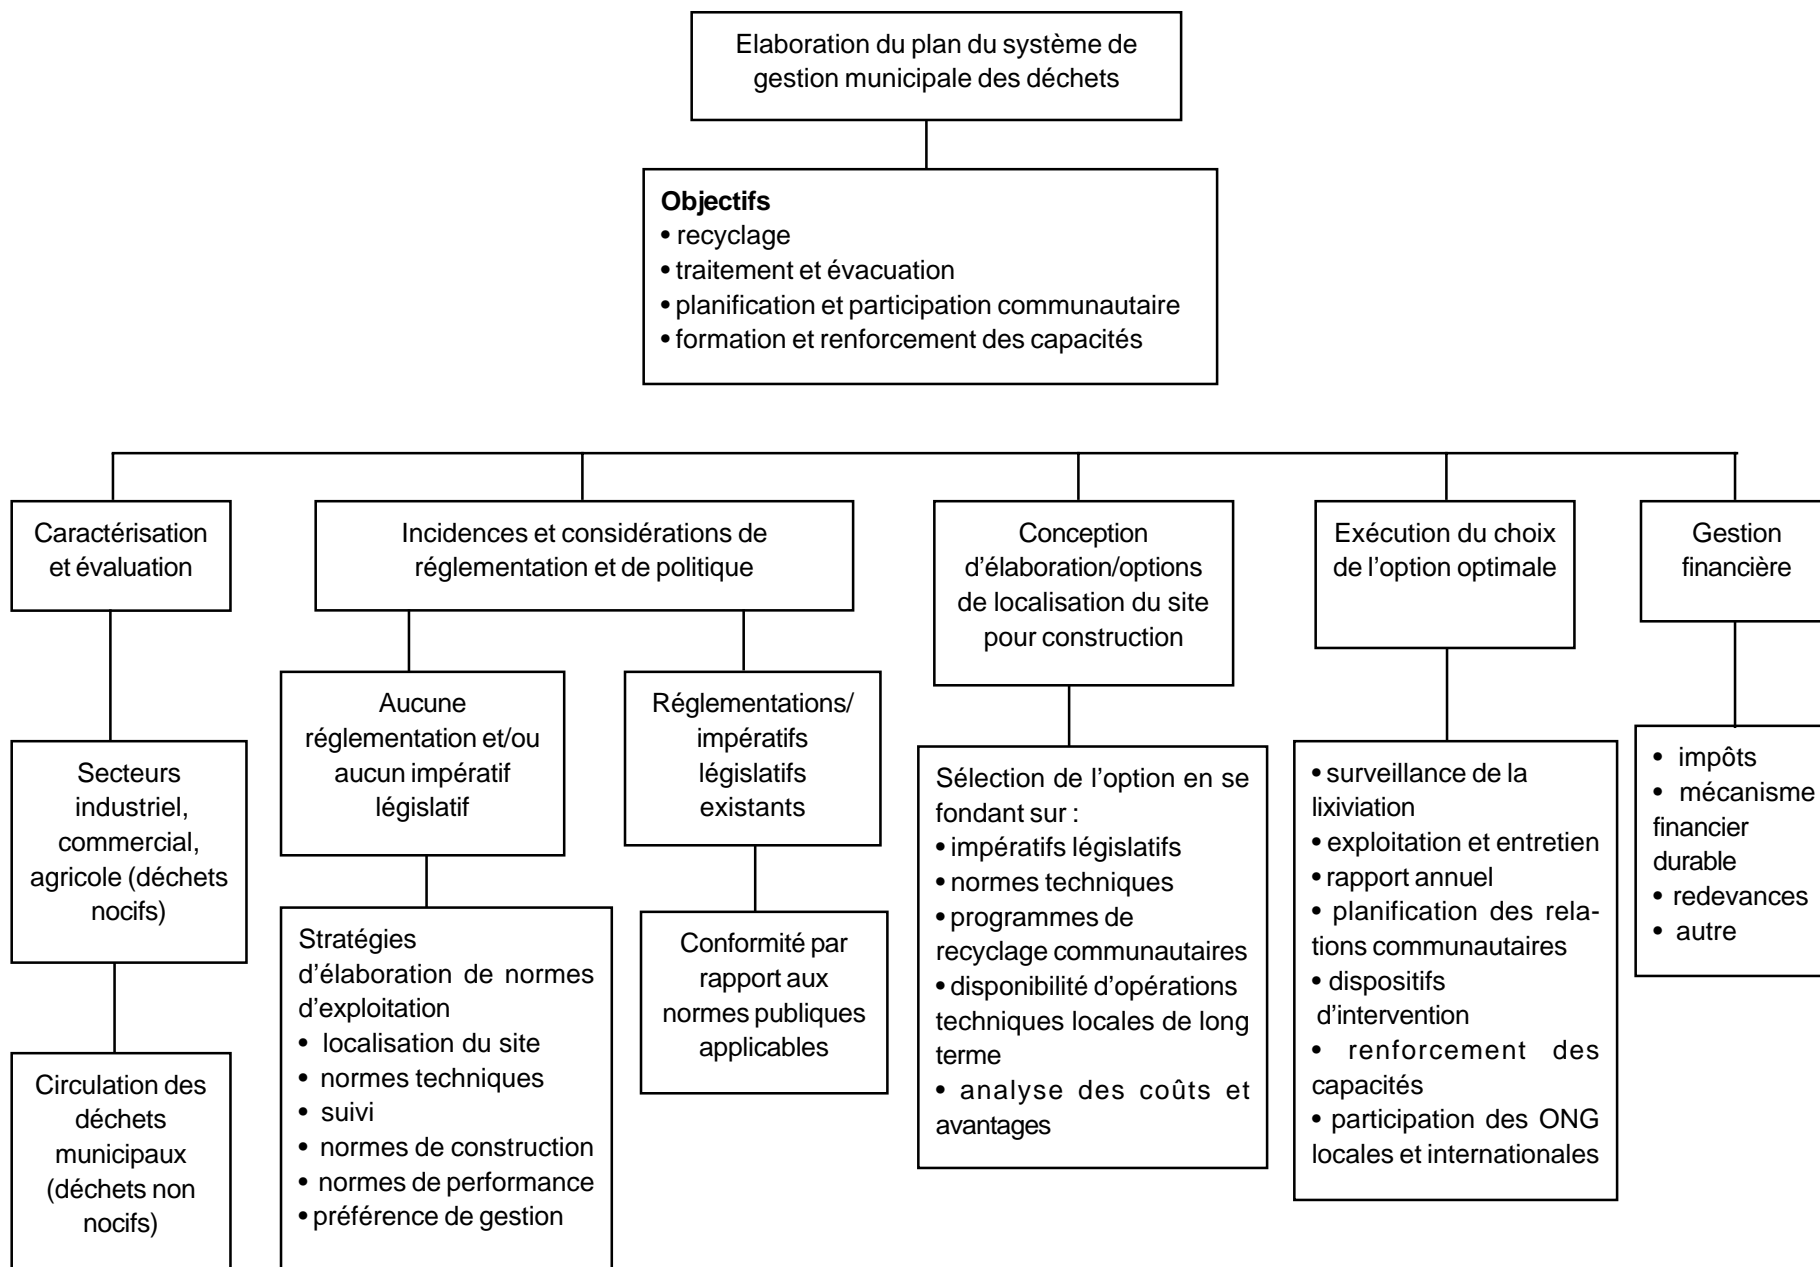 Elaboration du plan du système de
gestion municipale des déchets
Objectifs
• recyclage
• traitement et évacuation
• planification et participation communautaire
• formation et renforcement des capacités
Caractérisation
et évaluation
Secteurs
industriel,
commercial,
agricole (déchets
nocifs)
Circulation des
déchets
municipaux
(déchets non
nocifs)
Incidences et considérations de
réglementation et de politique
Aucune
réglementation et/ou
aucun impératif
législatif
Stratégies
d'élaboration de normes
d'exploitation
• localisation du site
• normes techniques
• suivi
• normes de construction
• normes de performance
• préférence de gestion
Réglementations/
impératifs
législatifs
existants
Conformité par
rapport aux
normes publiques
applicables
Conception
d'élaboration/options
de localisation du site
pour construction
Sélection de l'option en se
fondant sur :
• impératifs législatifs
• normes techniques
• programmes de
recyclage communautaires
• disponibilité d'opérations
techniques locales de long
terme
• analyse des coûts et
avantages
Exécution du choix
de l'option optimale
• surveillance de la
lixiviation
• exploitation et entretien
• rapport annuel
• planification des rela-
tions communautaires
• dispositifs
d'intervention
• renforcement des
capacités
• participation des ONG
locales et internationales
Gestion
financière
• impôts
• mécanisme
financier
durable
• redevances
• autre